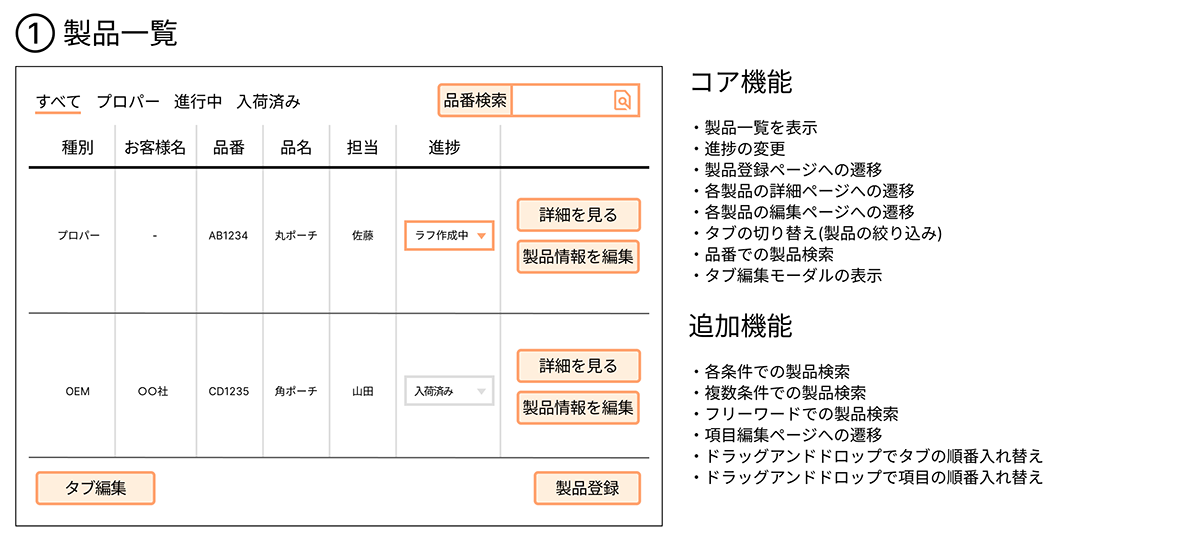 ① 製品一覧
すべて プロパー 進行中 入荷済み
品番検索
種別 お客様名 品番 品名 担当 進捗
プロパー - AB1234 丸ポーチ 佐藤 ラフ作成中
詳細を見る
製品情報を編集
OEM 〇〇社 CD1235 角ポーチ 山田 入荷済み
詳細を見る
製品情報を編集
タブ編集
製品登録
コア機能
・製品一覧を表示
・進捗の変更
・製品登録ページへの遷移
・各製品の詳細ページへの遷移
・各製品の編集ページへの遷移
・タブの切り替え(製品の絞り込み)
・品番での製品検索
・タブ編集モーダルの表示
追加機能
・各条件での製品検索
・複数条件での製品検索
・フリーワードでの製品検索
・項目編集ページへの遷移
・ドラッグアンドドロップでタブの順番入れ替え
・ドラッグアンドドロップで項目の順番入れ替え